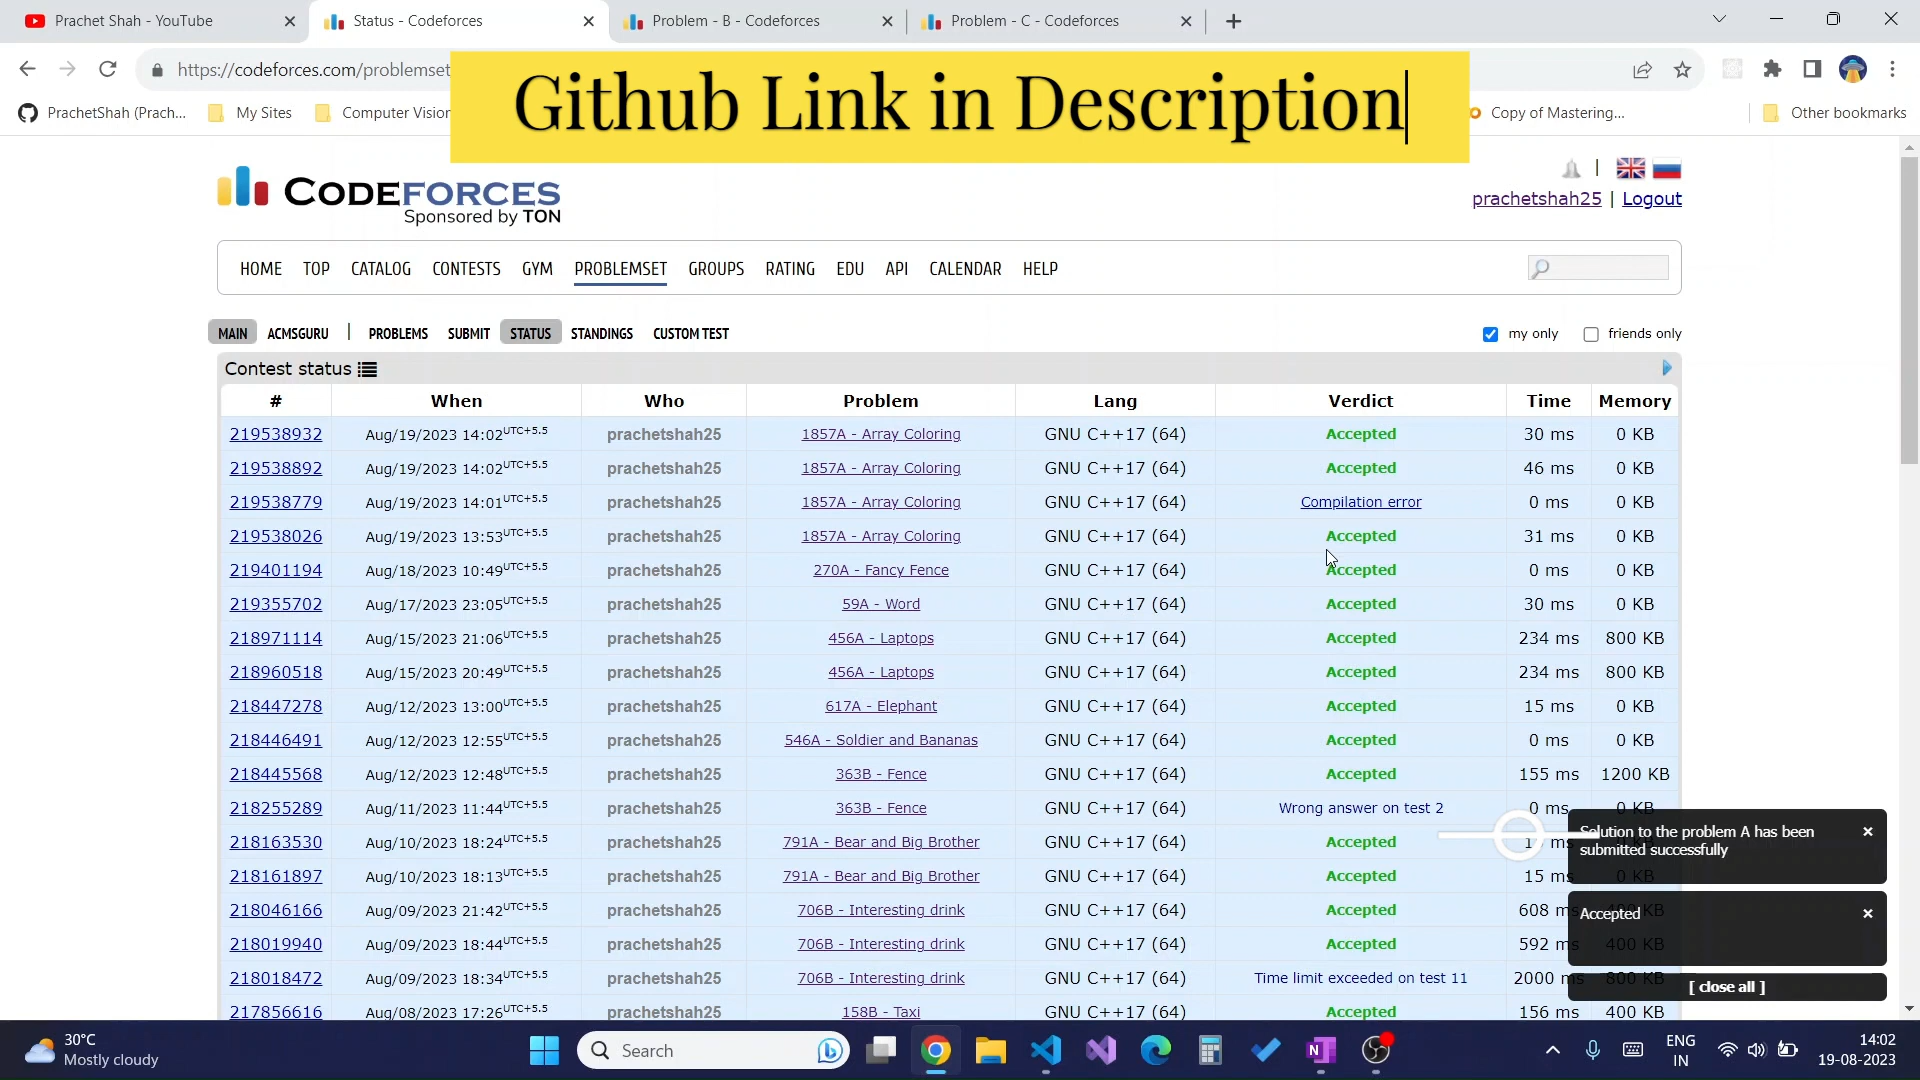 Prachet Shah - YouTube
Status - Codeforces
Problem - B - Codeforces
Problem - C - Codeforces
https://codeforces.com/problemset
Github Link in Description
PrachetShah (Prach...
My Sites
Computer Vision
Copy of Mastering...
Other bookmarks
CODEFORCES
Sponsored by TON
prachetshah25 | Logout
HOME TOP CATALOG CONTESTS GYM PROBLEMSET GROUPS RATING EDU API CALENDAR HELP
MAIN ACMSGURU | PROBLEMS SUBMIT STATUS STANDINGS CUSTOM TEST
my only friends only
Contest status
# When Who Problem Lang Verdict Time Memory
219538932 Aug/19/2023 14:02UTC+5.5 prachetshah25 1857A - Array Coloring GNU C++17 (64) Accepted 30 ms 0 KB
219538892 Aug/19/2023 14:02UTC+5.5 prachetshah25 1857A - Array Coloring GNU C++17 (64) Accepted 46 ms 0 KB
219538779 Aug/19/2023 14:01UTC+5.5 prachetshah25 1857A - Array Coloring GNU C++17 (64) Compilation error 0 ms 0 KB
219538026 Aug/19/2023 13:53UTC+5.5 prachetshah25 1857A - Array Coloring GNU C++17 (64) Accepted 31 ms 0 KB
219401194 Aug/18/2023 10:49UTC+5.5 prachetshah25 270A - Fancy Fence GNU C++17 (64) Accepted 0 ms 0 KB
219355702 Aug/17/2023 23:05UTC+5.5 prachetshah25 59A - Word GNU C++17 (64) Accepted 30 ms 0 KB
218971114 Aug/15/2023 21:06UTC+5.5 prachetshah25 456A - Laptops GNU C++17 (64) Accepted 234 ms 800 KB
218960518 Aug/15/2023 20:49UTC+5.5 prachetshah25 456A - Laptops GNU C++17 (64) Accepted 234 ms 800 KB
218447278 Aug/12/2023 13:00UTC+5.5 prachetshah25 617A - Elephant GNU C++17 (64) Accepted 15 ms 0 KB
218446491 Aug/12/2023 12:55UTC+5.5 prachetshah25 546A - Soldier and Bananas GNU C++17 (64) Accepted 0 ms 0 KB
218445568 Aug/12/2023 12:48UTC+5.5 prachetshah25 363B - Fence GNU C++17 (64) Accepted 155 ms 1200 KB
218255289 Aug/11/2023 11:44UTC+5.5 prachetshah25 363B - Fence GNU C++17 (64) Wrong answer on test 2 0 ms 0 KB
218163530 Aug/10/2023 18:24UTC+5.5 prachetshah25 791A - Bear and Big Brother GNU C++17 (64) Accepted ms
218161897 Aug/10/2023 18:13UTC+5.5 prachetshah25 791A - Bear and Big Brother GNU C++17 (64) Accepted 15 ms 0 KB
218046166 Aug/09/2023 21:42UTC+5.5 prachetshah25 706B - Interesting drink GNU C++17 (64) Accepted 608 ms 400 KB
218019940 Aug/09/2023 18:44UTC+5.5 prachetshah25 706B - Interesting drink GNU C++17 (64) Accepted 592 ms 400 KB
218018472 Aug/09/2023 18:34UTC+5.5 prachetshah25 706B - Interesting drink GNU C++17 (64) Time limit exceeded on test 11 2000 ms 800 KB
217856616 Aug/08/2023 17:26UTC+5.5 prachetshah25 158B - Taxi GNU C++17 (64) Accepted 156 ms 400 KB
Solution to the problem A has been
submitted successfully
Accepted
[ close all ]
30°C
Mostly cloudy
Search
ENG
IN
14:02
19-08-2023